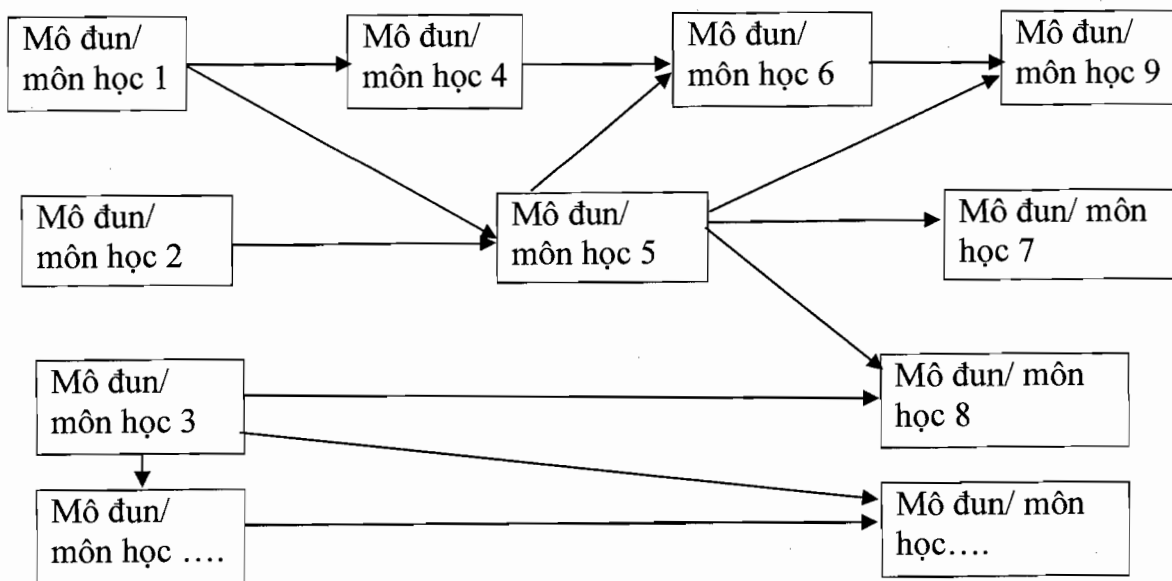 Mô đun/
môn học 1
Mô đun/
môn học 4
Mô đun/
môn học 6
Mô đun/
môn học 9
Mô đun/
môn học 2
Mô đun/
môn học 5
Mô đun/ môn
học 7
Mô đun/
môn học 3
Mô đun/ môn
học 8
Mô đun/
môn học ....
Mô đun/ môn
học....